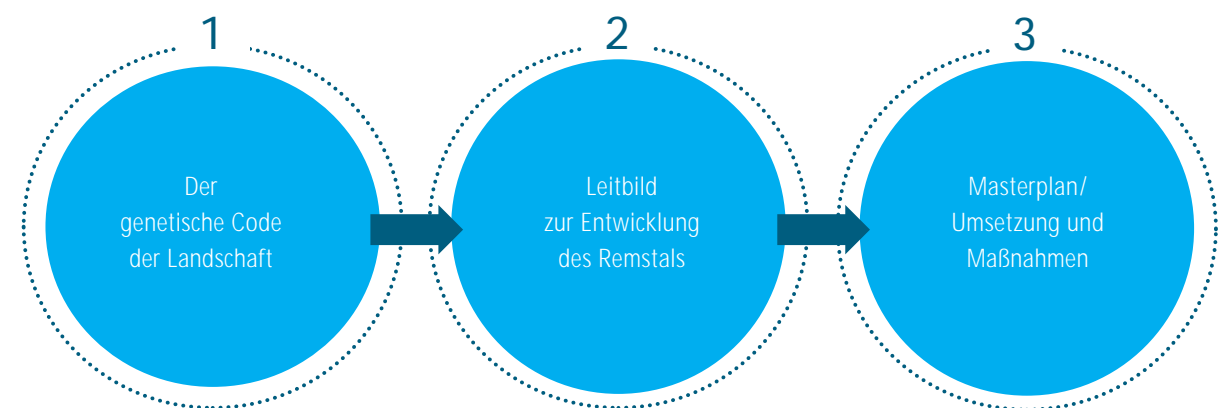 1
Der
genetische Code
der Landschaft
2
Leitbild
zur Entwicklung
des Remstals
3
Masterplan/
Umsetzung und
Maßnahmen